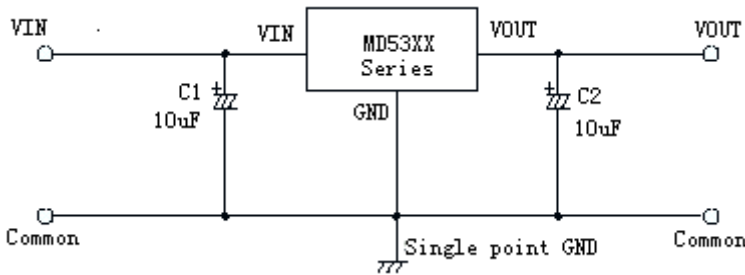 VIN
VIN
MD53XX
Series
VOUT
VOUT
C1
10uF
GND
C2
10uF
Common
Single point GND
Common